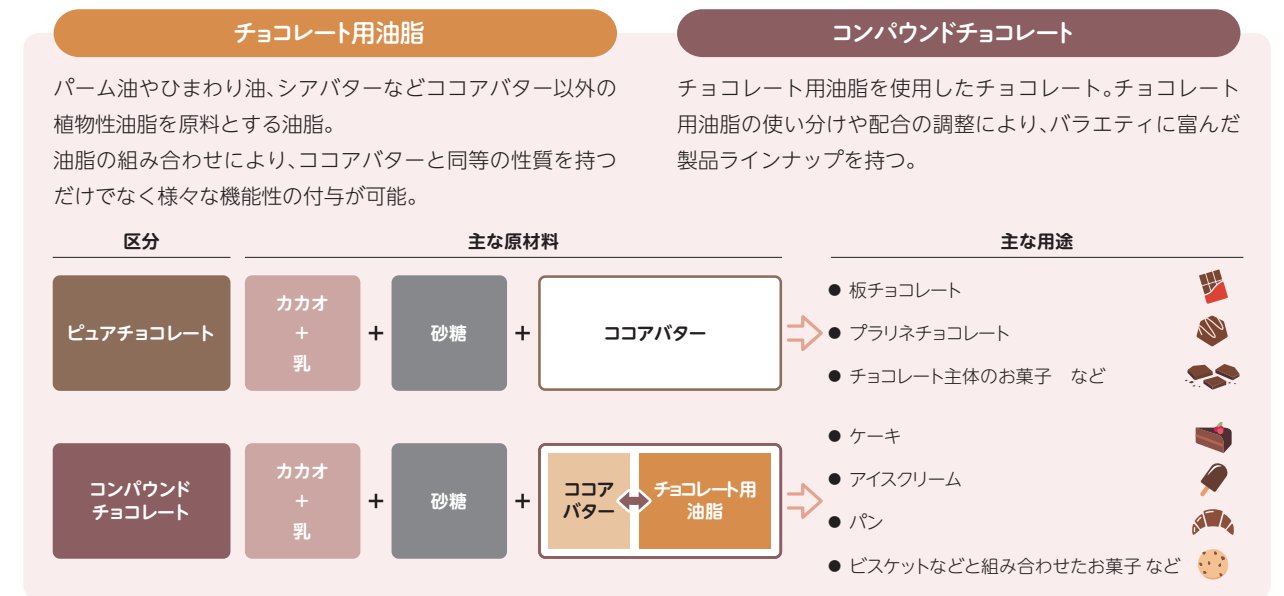 チョコレート用油脂
パーム油やひまわり油、シアバターなどココアバター以外の
植物性油脂を原料とする油脂。
油脂の組み合わせにより、ココアバターと同等の性質を持つ
だけでなく様々な機能性の付与が可能。
コンパウンドチョコレート
チョコレート用油脂を使用したチョコレート。チョコレート
用油脂の使い分けや配合の調整により、バラエティに富んだ
製品ラインナップを持つ。
区分
主な原材料
主な用途
ピュアチョコレート
カカオ
+
乳
+
砂糖
+
ココアバター
● 板チョコレート
● プラリネチョコレート
● チョコレート主体のお菓子　など
コンパウンド
チョコレート
カカオ
+
乳
+
砂糖
+
ココア
バター
チョコレート用
油脂
● ケーキ
● アイスクリーム
● パン
● ビスケットなどと組み合わせたお菓子 など